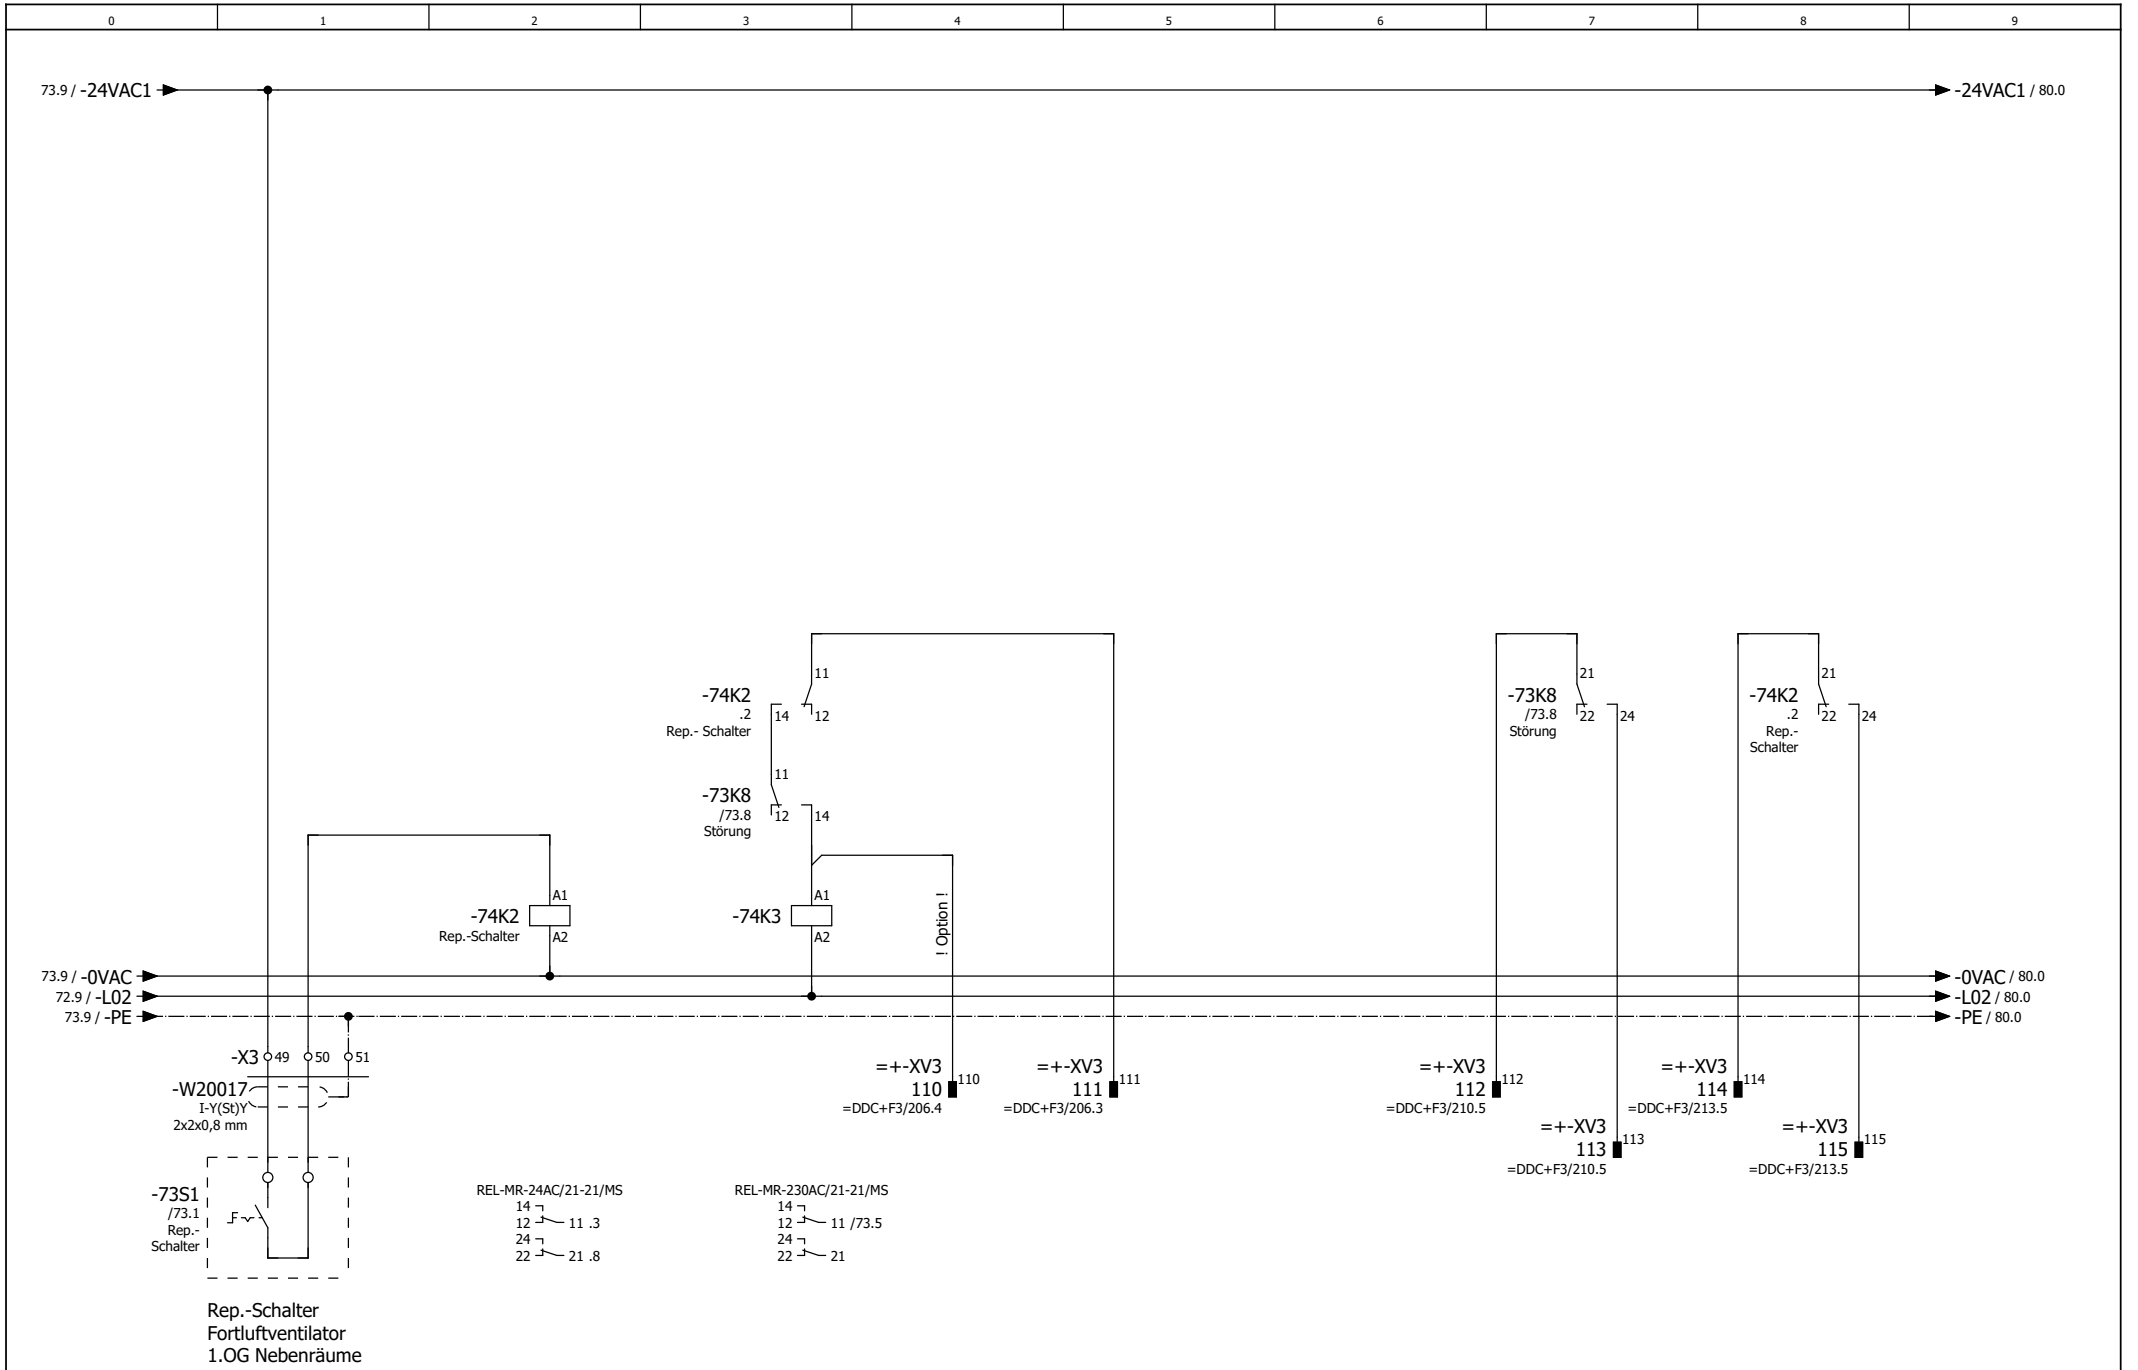 0 1 2 3 4 5 6 7 8 9
73.9 / -24VAC1
-24VAC1 / 80.0
11
-74K2
.2
14
12
Rep.- Schalter
11
-73K8
/73.8
12
14
Störung
21
-73K8
/73.8
22
24
Störung
21
-74K2
.2
22
24
Rep.-
Schalter
A1
-74K2
Rep.-Schalter
A2
A1
-74K3
A2
! Option !
73.9 / -0VAC
-0VAC / 80.0
72.9 / -L02
-L02 / 80.0
73.9 / -PE
-PE / 80.0
-X3
49
50
51
-W20017
I-Y(St)Y
2x2x0,8 mm
=+-XV3
110
110
=DDC+F3/206.4
=+-XV3
111
111
=DDC+F3/206.3
=+-XV3
112
112
=DDC+F3/210.5
=+-XV3
113
113
=DDC+F3/210.5
=+-XV3
114
114
=DDC+F3/213.5
=+-XV3
115
115
=DDC+F3/213.5
-73S1
/73.1
Rep.-
Schalter
REL-MR-24AC/21-21/MS
14
12 11 .3
24
22 21 .8
REL-MR-230AC/21-21/MS
14
12 11 /73.5
24
22 21
Rep.-Schalter
Fortluftventilator
1.OG Nebenräume